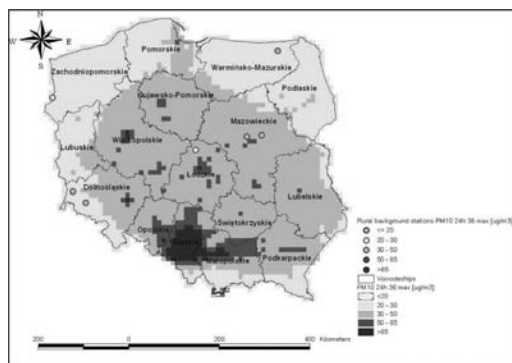 N
W E
S
Pomorskie
Warmińsko-Mazurskie
Zachodniopomorskie
Podlaskie
Kujawsko-Pomorskie
Mazowieckie
Wielkopolskie
Lubuskie
Łódzkie
Dolnośląskie
Lubelskie
Świętokrzyskie
Opolskie
Śląskie
Małopolskie
Podkarpackie
Rural background stations PM10 24h 36 max [ug/m3]
<= 20
20 - 30
30 - 50
50 - 65
>65
Voivodeships
PM10 24h 36 max [ug/m3]
<20
20 - 30
30 - 50
50 - 65
>65
200 0 200 400 Kilometers